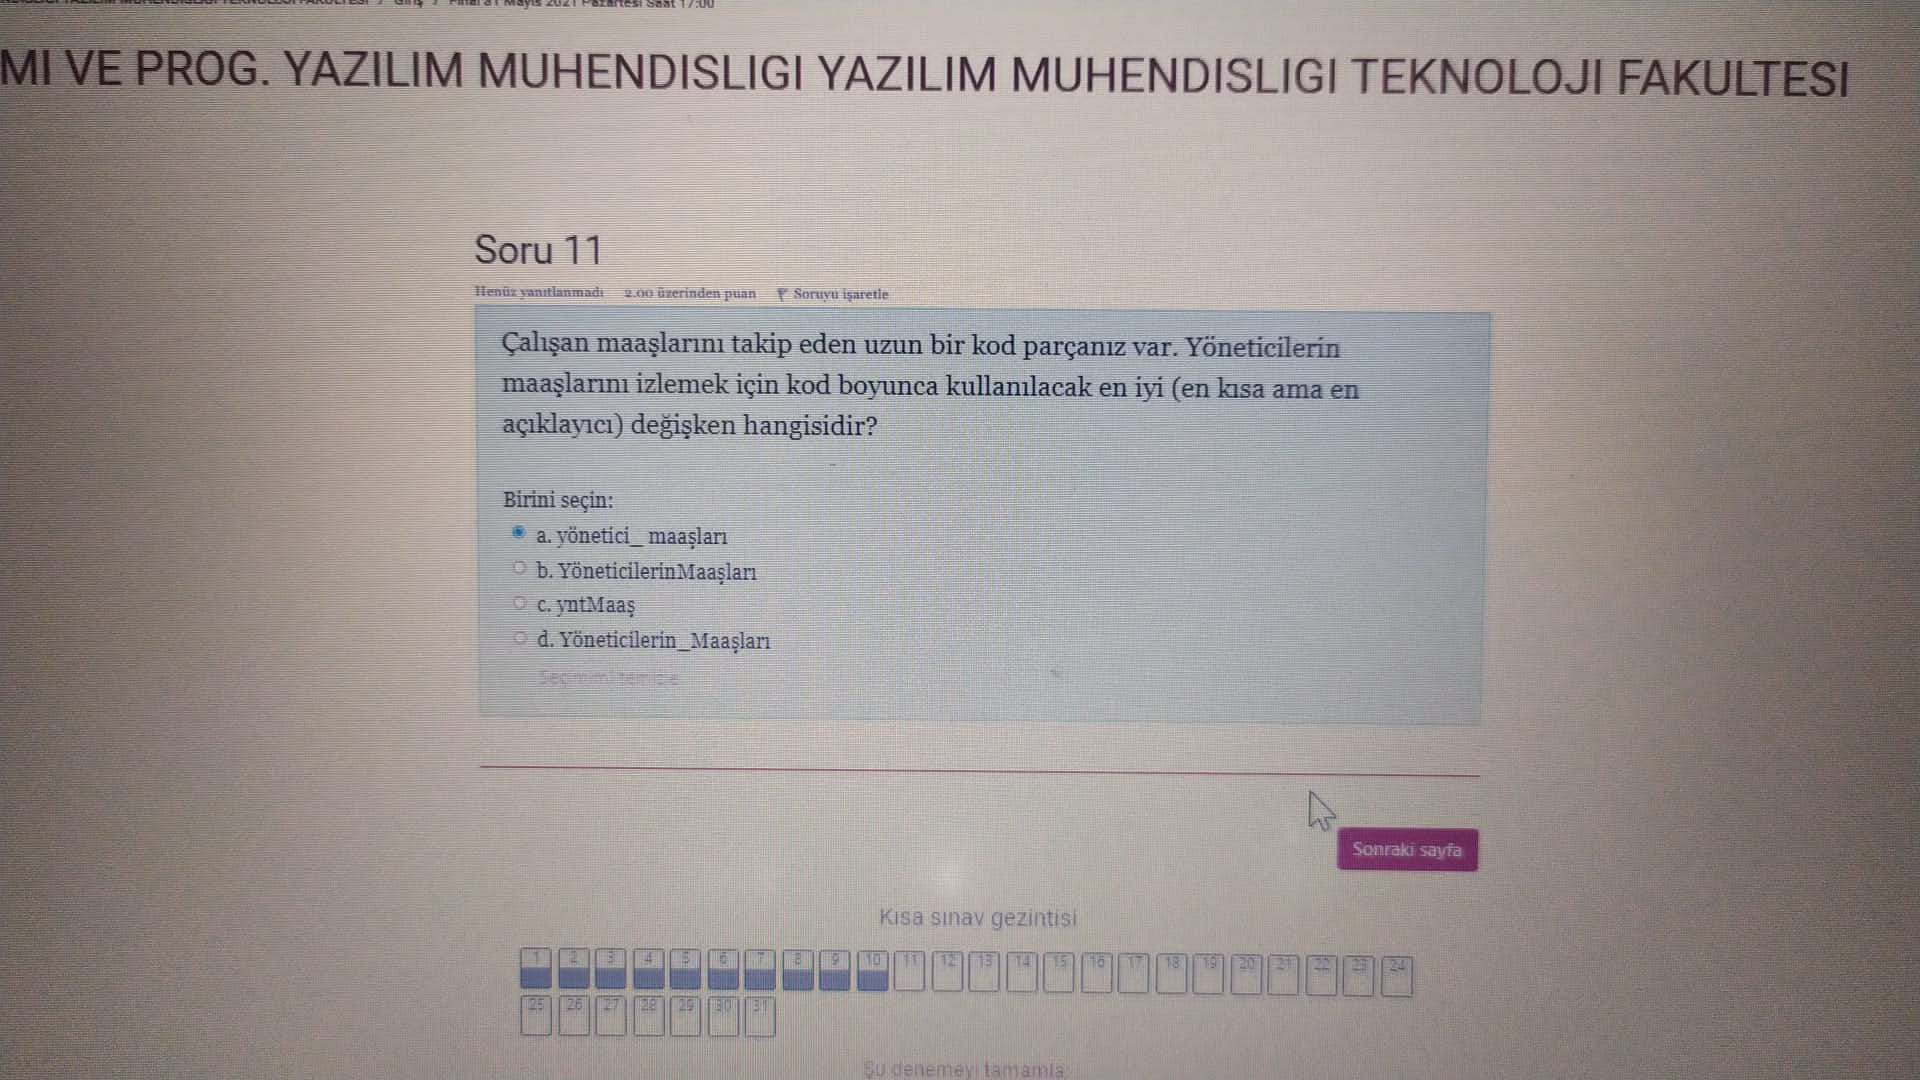 Giriş / Final 31 Mayıs 2021 Pazartesi Saat 17:00
MI VE PROG. YAZILIM MUHENDISLIGI YAZILIM MUHENDISLIGI TEKNOLOJI FAKULTESI
Soru 11
Henüz yanıtlanmadı 2.00 üzerinden puan Soruyu işaretle
Çalışan maaşlarını takip eden uzun bir kod parçanız var. Yöneticilerin
maaşlarını izlemek için kod boyunca kullanılacak en iyi (en kısa ama en
açıklayıcı) değişken hangisidir?
Birini seçin:
a. yönetici_ maaşları
b. YöneticilerinMaaşları
c. yntMaaş
d. Yöneticilerin_Maaşları
Seçimimi temizle
Sonraki sayfa
Kısa sınav gezintisi
1 2 3 4 5 6 7 8 9 10 11 12 13 14 15 16 17 18 19 20 21 22 23 24
25 26 27 28 29 30 31
Şu denemeyi tamamla